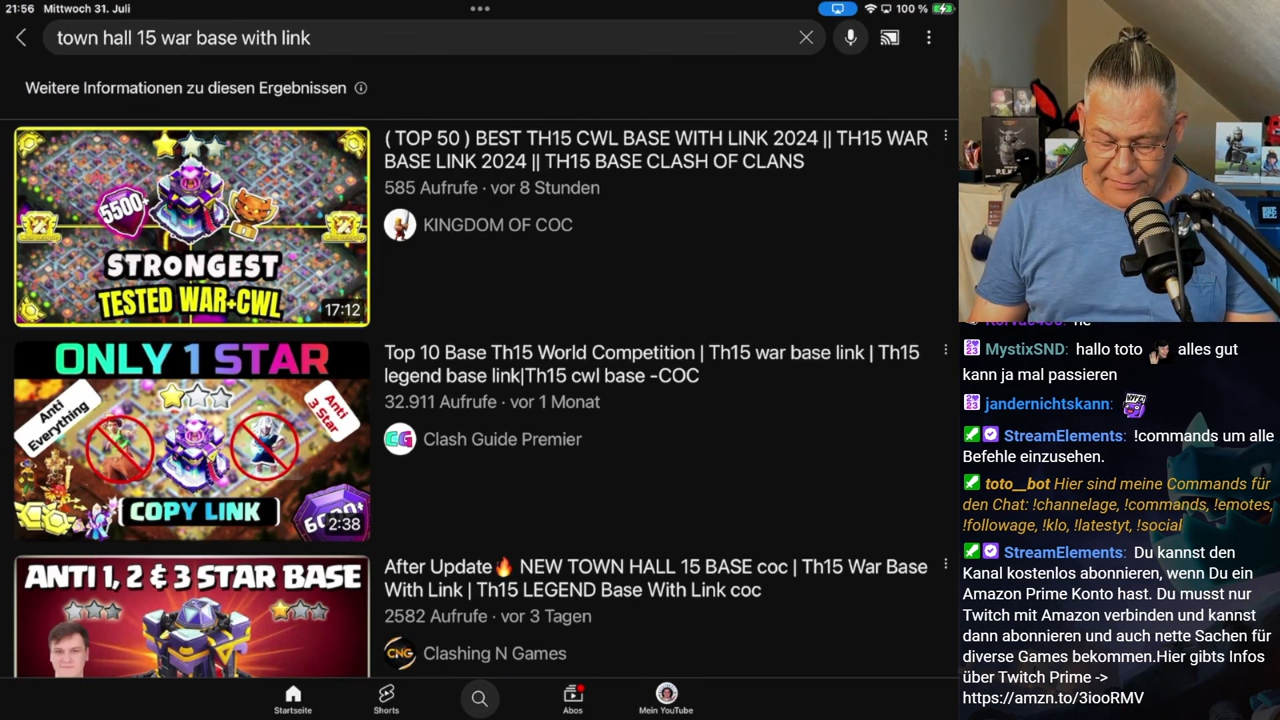 21:56 Mittwoch 31. Juli
100 %
town hall 15 war base with link
Weitere Informationen zu diesen Ergebnissen
5500+
STRONGEST
TESTED WAR+CWL
17:12
( TOP 50 ) BEST TH15 CWL BASE WITH LINK 2024 || TH15 WAR
BASE LINK 2024 || TH15 BASE CLASH OF CLANS
585 Aufrufe · vor 8 Stunden
KINGDOM OF COC
ONLY 1 STAR
Anti
Everything
Anti
3 Star
COPY LINK
2:38
Top 10 Base Th15 World Competition | Th15 war base link | Th15
legend base link|Th15 cwl base -COC
32.911 Aufrufe · vor 1 Monat
CG
Clash Guide Premier
ANTI 1, 2 & 3 STAR BASE
After Update🔥 NEW TOWN HALL 15 BASE coc | Th15 War Base
With Link | Th15 LEGEND Base With Link coc
2582 Aufrufe · vor 3 Tagen
CNG
Clashing N Games
Startseite
Shorts
Abos
Mein YouTube
MystixSND: hallo toto alles gut
kann ja mal passieren
jandernichtskann:
StreamElements: !commands um alle
Befehle einzusehen.
toto__bot Hier sind meine Commands für
den Chat: !channelage, !commands, !emotes,
!followage, !klo, !latestyt, !social
StreamElements: Du kannst den
Kanal kostenlos abonnieren, wenn Du ein
Amazon Prime Konto hast. Du musst nur
Twitch mit Amazon verbinden und kannst
dann abonnieren und auch nette Sachen für
diverse Games bekommen.Hier gibts Infos
über Twitch Prime ->
https://amzn.to/3iooRMV